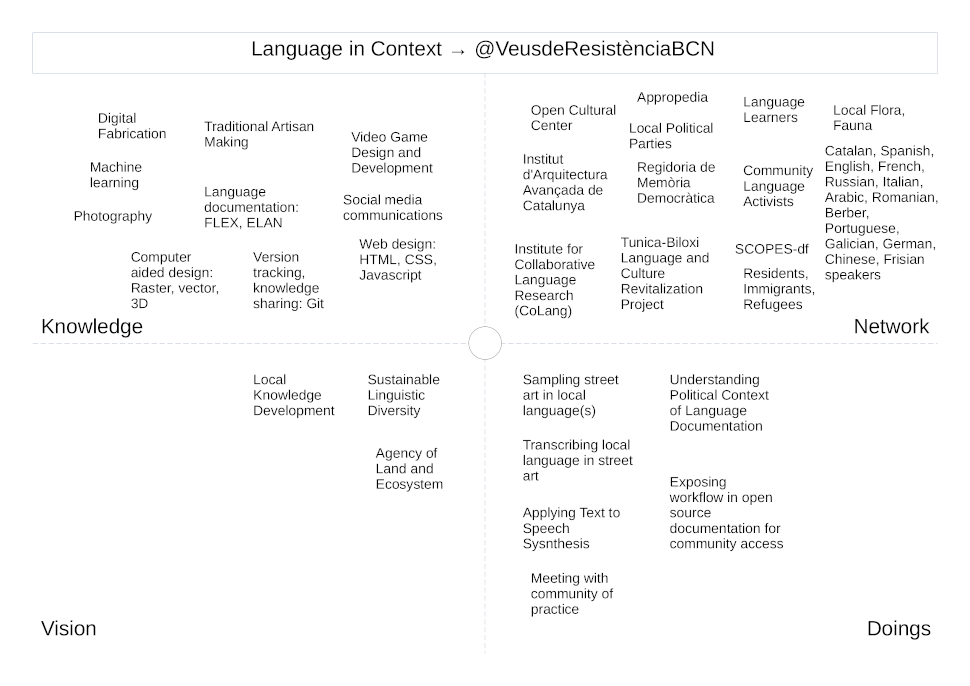 Language in Context → @VeusdeResistènciaBCN
Digital
Fabrication
Machine
learning
Photography
Computer
aided design:
Raster, vector,
3D
Traditional Artisan
Making
Language
documentation:
FLEX, ELAN
Version
tracking,
knowledge
sharing: Git
Video Game
Design and
Development
Social media
communications
Web design:
HTML, CSS,
Javascript
Knowledge
Open Cultural
Center
Institut
d'Arquitectura
Avançada de
Catalunya
Institute for
Collaborative
Language
Research
(CoLang)
Appropedia
Local Political
Parties
Regidoria de
Memòria
Democràtica
Tunica-Biloxi
Language and
Culture
Revitalization
Project
Language
Learners
Community
Language
Activists
SCOPES-df
Residents,
Immigrants,
Refugees
Local Flora,
Fauna
Catalan, Spanish,
English, French,
Russian, Italian,
Arabic, Romanian,
Berber,
Portuguese,
Galician, German,
Chinese, Frisian
speakers
Network
Local
Knowledge
Development
Sustainable
Linguistic
Diversity
Agency of
Land and
Ecosystem
Vision
Sampling street
art in local
language(s)
Transcribing local
language in street
art
Applying Text to
Speech
Sysnthesis
Meeting with
community of
practice
Understanding
Political Context
of Language
Documentation
Exposing
workflow in open
source
documentation for
community access
Doings